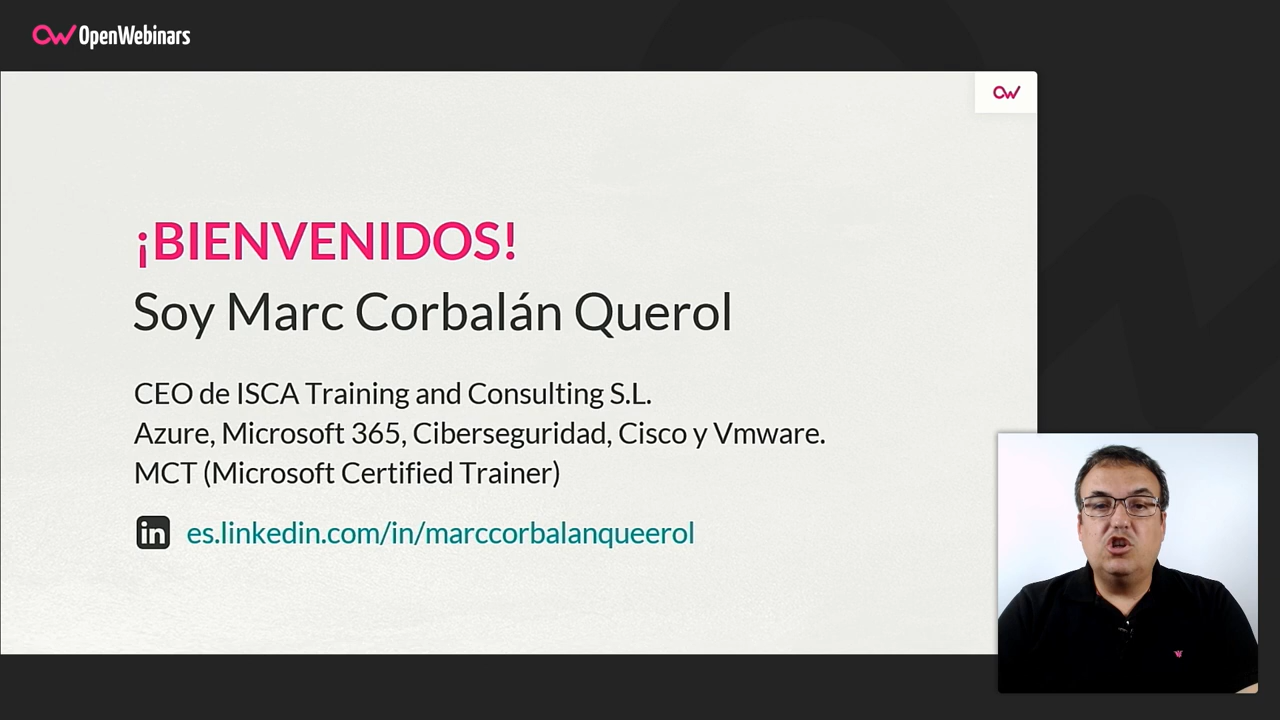 OpenWebinars
¡BIENVENIDOS!
Soy Marc Corbalán Querol
CEO de ISCA Training and Consulting S.L.
Azure, Microsoft 365, Ciberseguridad, Cisco y Vmware.
MCT (Microsoft Certified Trainer)
in es.linkedin.com/in/marccorbalanqueerol